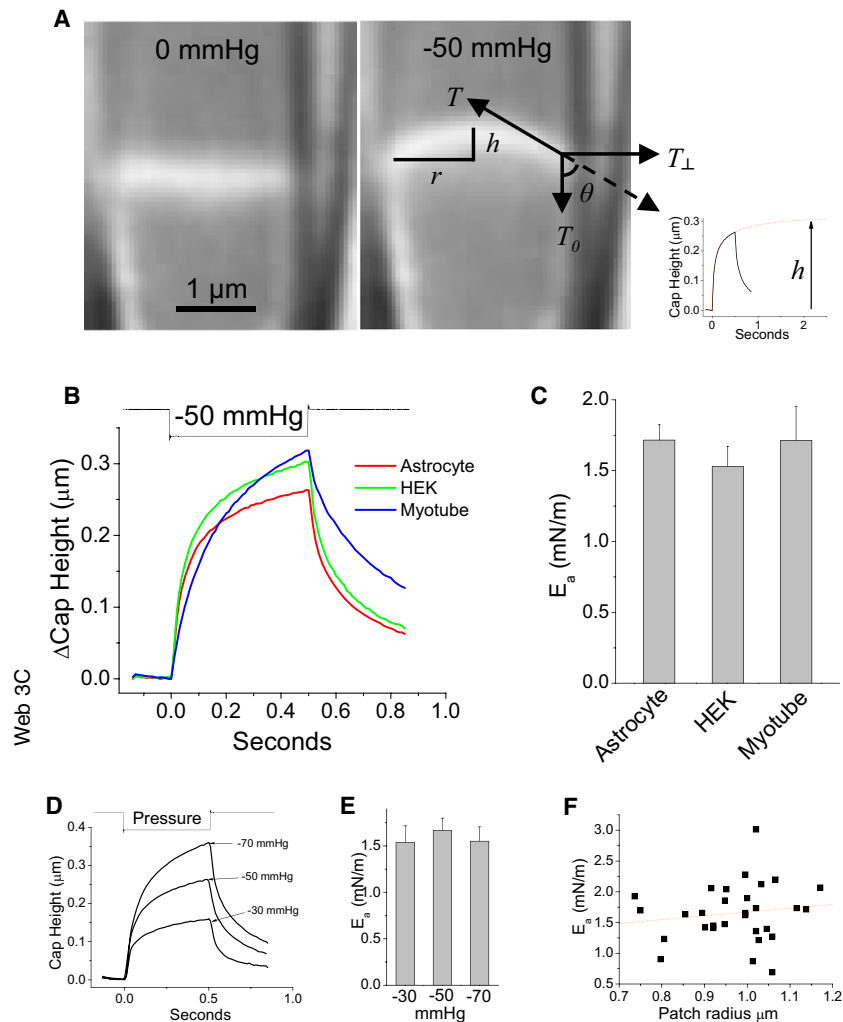 A
0 mmHg
-50 mmHg
T
h
r
T⊥
θ
T0
1 µm
Cap Height (µm)
0.3
0.2
0.1
0.0
0 1 2
Seconds
h
B
-50 mmHg
Astrocyte
HEK
Myotube
ΔCap Height (µm)
0.3
0.2
0.1
0.0
0.0 0.2 0.4 0.6 0.8 1.0
Seconds
Web 3C
C
Ea (mN/m)
2.0
1.5
1.0
0.5
0.0
Astrocyte
HEK
Myotube
D
Pressure
Cap Height (µm)
0.4
0.3
0.2
0.1
0.0
-70 mmHg
-50 mmHg
-30 mmHg
0.0 0.5 1.0
Seconds
E
Ea (mN/m)
1.5
1.0
0.5
0.0
-30 -50 -70
mmHg
F
Ea (mN/m)
3.0
2.5
2.0
1.5
1.0
0.5
0.7 0.8 0.9 1.0 1.1 1.2
Patch radius µm